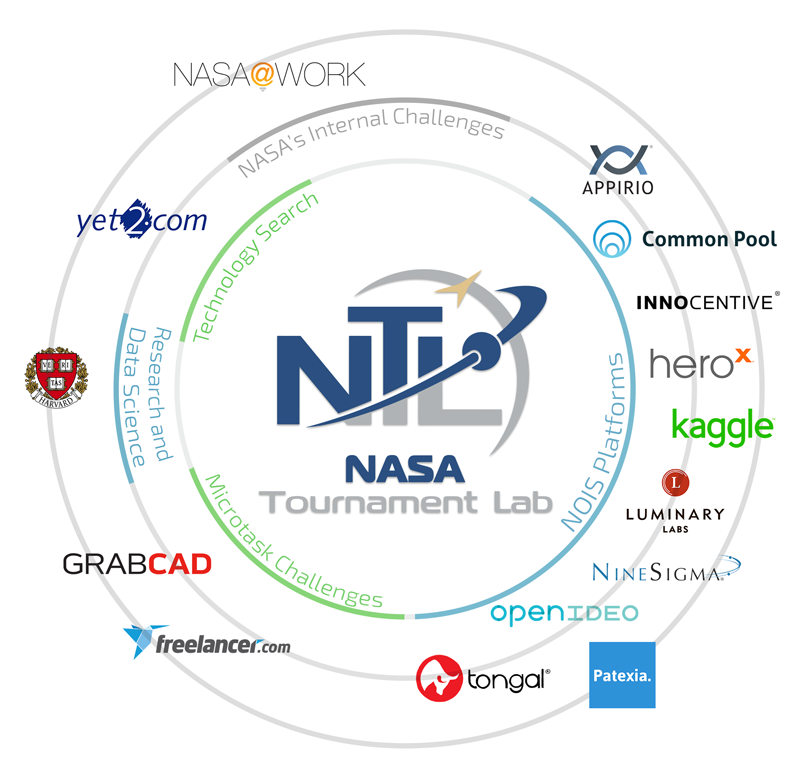 NASA@WORK
NASA's Internal Challenges
APPIRIO
Technology Search
yet2.com
Common Pool
INNOCENTIVE®
NTL
Research and
Data Science
VE RI
TAS
HARVARD
herox
NOIS Platforms
kaggle
NASA
Tournament Lab
L
LUMINARY
LABS
Microtask Challenges
GRABCAD
NINESIGMA
OPENIDEO
freelancer.com
tongal®
Patexia.